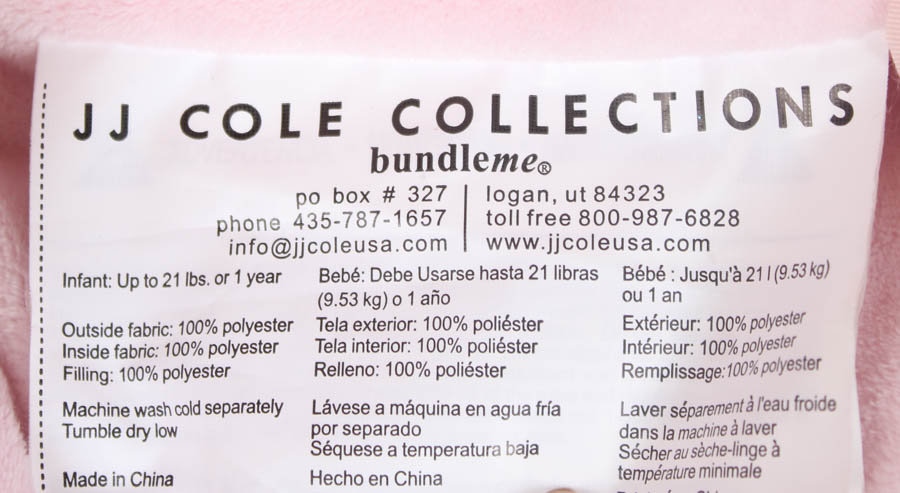 JJ COLE COLLECTIONS
bundleme®
po box # 327 | logan, ut 84323
phone 435-787-1657 | toll free 800-987-6828
info@jjcoleusa.com | www.jjcoleusa.com
Infant: Up to 21 lbs. or 1 year
Outside fabric: 100% polyester
Inside fabric: 100% polyester
Filling: 100% polyester
Machine wash cold separately
Tumble dry low
Made in China
Bebé: Debe Usarse hasta 21 libras
(9.53 kg) o 1 año
Tela exterior: 100% poliéster
Tela interior: 100% poliéster
Relleno: 100% poliéster
Lávese a máquina en agua fría
por separado
Séquese a temperatura baja
Hecho en China
Bébé : Jusqu'à 21 l (9.53 kg)
ou 1 an
Extérieur: 100% polyester
Intérieur: 100% polyester
Remplissage: 100% polyester
Laver séparement à l'eau froide
dans la machine à laver
Sécher au sèche-linge à
température minimale